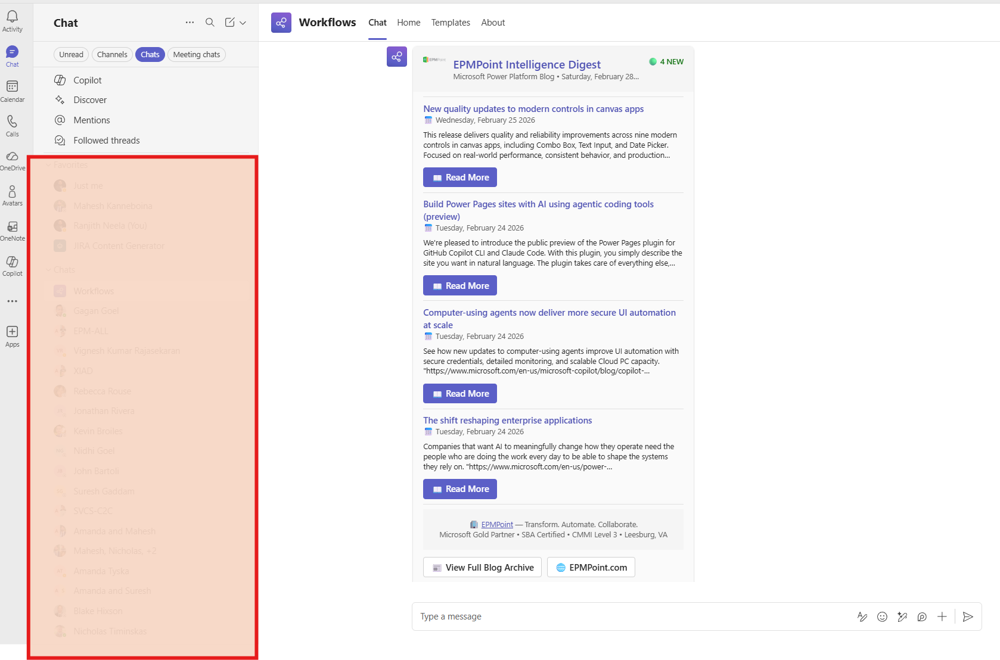 Activity
Chat
Calendar
Calls
OneDrive
Avatars
OneNote
Copilot
Apps
Chat
Unread
Channels
Chats
Meeting chats
Copilot
Discover
Mentions
Followed threads
Favorites
Just me
Mahesh Kanneboina
Ranjith Neela (You)
JIRA Content Generator
Chats
Workflows
Gagan Goel
EPM-ALL
Vignesh Kumar Rajasekaran
XIAD
Rebecca Rouse
Jonathan Rivera
Kevin Broiles
Nidhi Goel
John Bartoli
Suresh Gaddam
SVCS-C2C
Amanda and Mahesh
Mahesh, Nicholas, +2
Amanda Tyska
Amanda and Suresh
Blake Hixson
Nicholas Timinskas
Workflows
Chat
Home
Templates
About
EPMPoint
EPMPoint Intelligence Digest
4 NEW
Microsoft Power Platform Blog • Saturday, February 28...
New quality updates to modern controls in canvas apps
Wednesday, February 25 2026
This release delivers quality and reliability improvements across nine modern
controls in canvas apps, including Combo Box, Text Input, and Date Picker.
Focused on real-world performance, consistent behavior, and production...
Read More
Build Power Pages sites with AI using agentic coding tools
(preview)
Tuesday, February 24 2026
We're pleased to introduce the public preview of the Power Pages plugin for
GitHub Copilot CLI and Claude Code. With this plugin, you simply describe the
site you want in natural language. The plugin takes care of everything else,...
Read More
Computer-using agents now deliver more secure UI automation
at scale
Tuesday, February 24 2026
See how new updates to computer-using agents improve UI automation with
secure credentials, detailed monitoring, and scalable Cloud PC capacity.
"https://www.microsoft.com/en-us/microsoft-copilot/blog/copilot-...
Read More
The shift reshaping enterprise applications
Tuesday, February 24 2026
Companies that want AI to meaningfully change how they operate need the
people who are doing the work every day to be able to shape the systems
they rely on. "https://www.microsoft.com/en-us/power-...
Read More
EPMPoint — Transform. Automate. Collaborate.
Microsoft Gold Partner • SBA Certified • CMMI Level 3 • Leesburg, VA
View Full Blog Archive
EPMPoint.com
Type a message